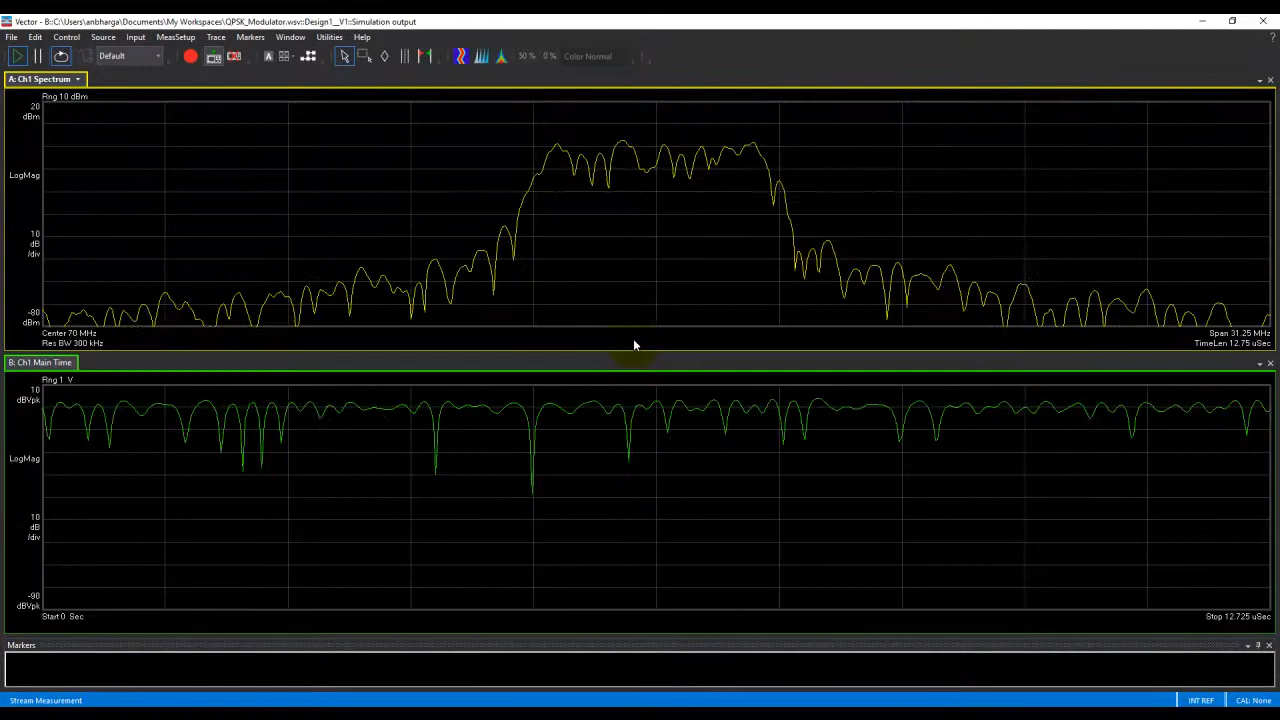 Vector - B::C:\Users\anbharga\Documents\My Workspaces\QPSK_Modulator.wsv::Design1__V1::Simulation output
File Edit Control Source Input MeasSetup Trace Markers Window Utilities Help
?
Default A 50 % 0 % Color Normal
A: Ch1 Spectrum
Rng 10 dBm
20
dBm
LogMag
10
dB
/div
-80
dBm
Center 70 MHz Span 31.25 MHz
Res BW 300 kHz TimeLen 12.75 uSec
B: Ch1 Main Time
Rng 1 V
10
dBVpk
LogMag
10
dB
/div
-90
dBVpk
Start 0 Sec Stop 12.725 uSec
Markers
Stream Measurement INT REF CAL: None